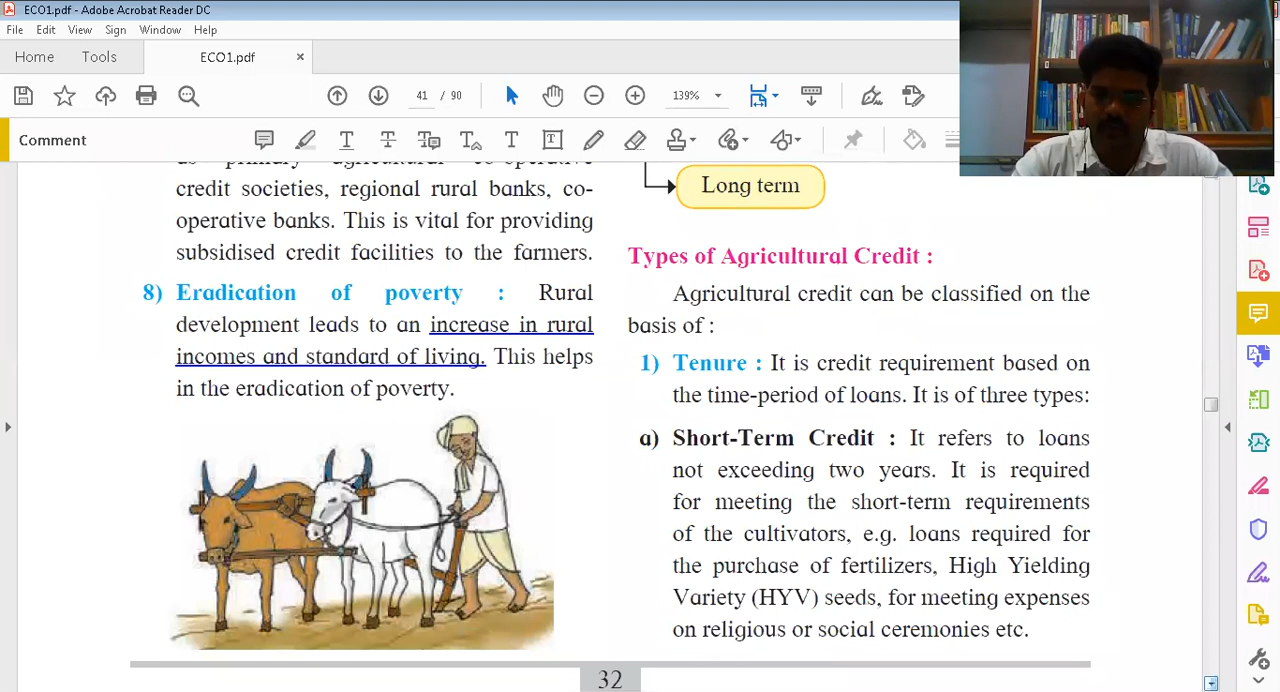 ECO1.pdf - Adobe Acrobat Reader DC
File Edit View Sign Window Help
Home Tools ECO1.pdf ×
41 / 90 139%
Comment
as primary agricultural co-operative
credit societies, regional rural banks, co-
operative banks. This is vital for providing
subsidised credit facilities to the farmers.
8) Eradication of poverty : Rural
development leads to an increase in rural
incomes and standard of living. This helps
in the eradication of poverty.
Long term
Types of Agricultural Credit :
Agricultural credit can be classified on the
basis of :
1) Tenure : It is credit requirement based on
the time-period of loans. It is of three types:
a) Short-Term Credit : It refers to loans
not exceeding two years. It is required
for meeting the short-term requirements
of the cultivators, e.g. loans required for
the purchase of fertilizers, High Yielding
Variety (HYV) seeds, for meeting expenses
on religious or social ceremonies etc.
32